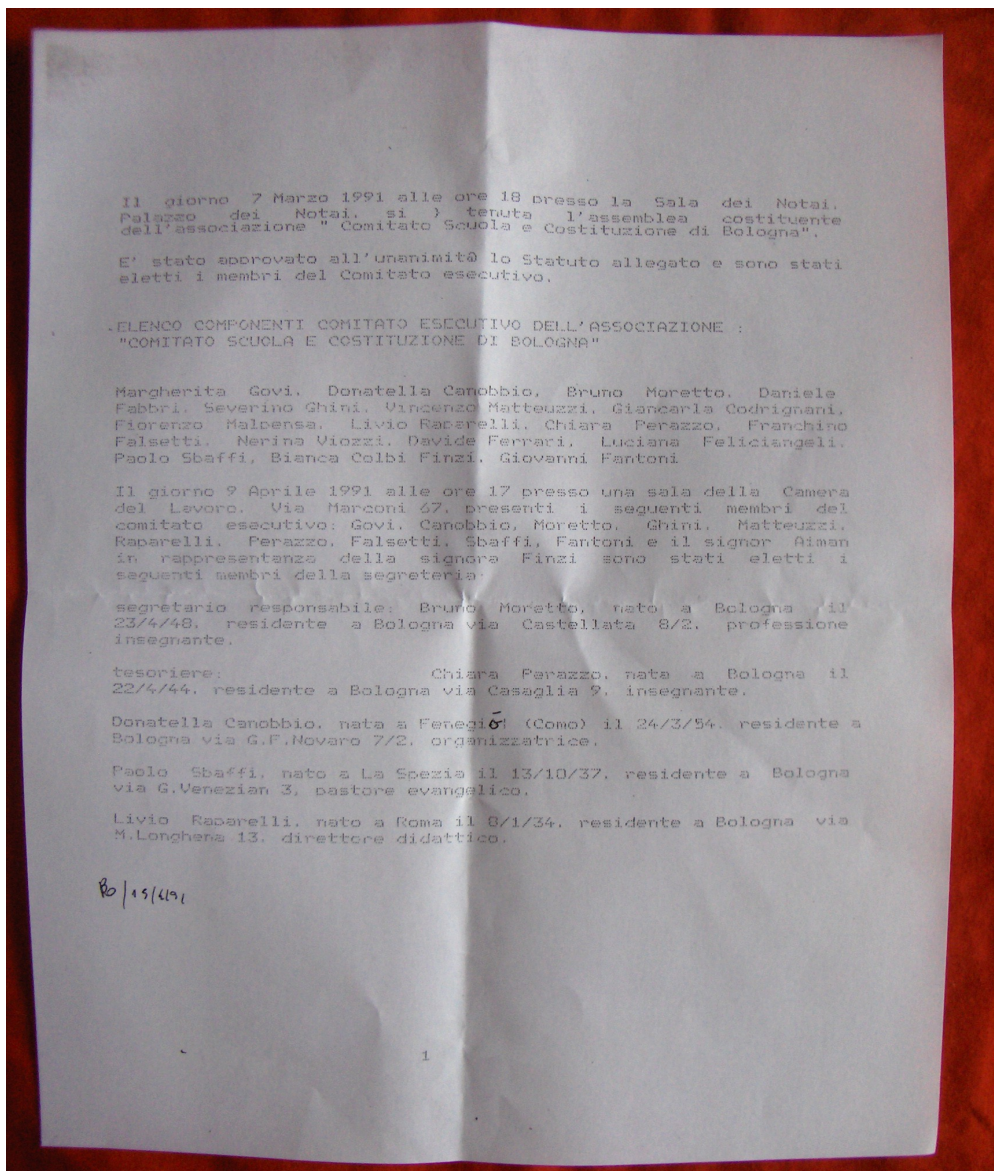 Il giorno 7 Marzo 1991 alle ore 18 presso la Sala dei Notai,
Palazzo dei Notai, si } tenuta l'assemblea costituente
dell'associazione " Comitato Scuola e Costituzione di Bologna".
E' stato approvato all'unanimit@ lo Statuto allegato e sono stati
eletti i membri del Comitato esecutivo.
ELENCO COMPONENTI COMITATO ESECUTIVO DELL'ASSOCIAZIONE :
"COMITATO SCUOLA E COSTITUZIONE DI BOLOGNA"
Margherita Govi, Donatella Canobbio, Bruno Moretto, Daniele
Fabbri, Severino Ghini, Vincenzo Matteuzzi, Giancarla Codrignani,
Fiorenzo Malpensa, Livio Raparelli, Chiara Perazzo, Franchino
Falsetti, Nerina Viozzi, Davide Ferrari, Luciana Feliciangeli,
Paolo Sbaffi, Bianca Colbi Finzi, Giovanni Fantoni
Il giorno 9 Aprile 1991 alle ore 17 presso una sala della Camera
del Lavoro, Via Marconi 67, presenti i seguenti membri del
comitato esecutivo: Govi, Canobbio, Moretto, Ghini, Matteuzzi,
Raparelli, Perazzo, Falsetti, Sbaffi, Fantoni e il signor Aiman
in rappresentanza della signora Finzi sono stati eletti i
seguenti membri della segreteria:
segretario responsabile: Bruno Moretto, nato a Bologna il
23/4/48, residente a Bologna via Castellata 8/2, professione
insegnante.
tesoriere: Chiara Perazzo, nata a Bologna il
22/4/44, residente a Bologna via Casaglia 9, insegnante.
Donatella Canobbio, nata a (Como) il 24/3/54, residente a
Bologna via G.F.Novaro 7/2, organizzatrice.
Paolo Sbaffi, nato a La Spezia il 13/10/37, residente a Bologna
via G.Venezian 3, pastore evangelico.
Livio Raparelli, nato a Roma il 8/1/34, residente a Bologna via
M.Longhena 13, direttore didattico.
Bo/15/4/91
1